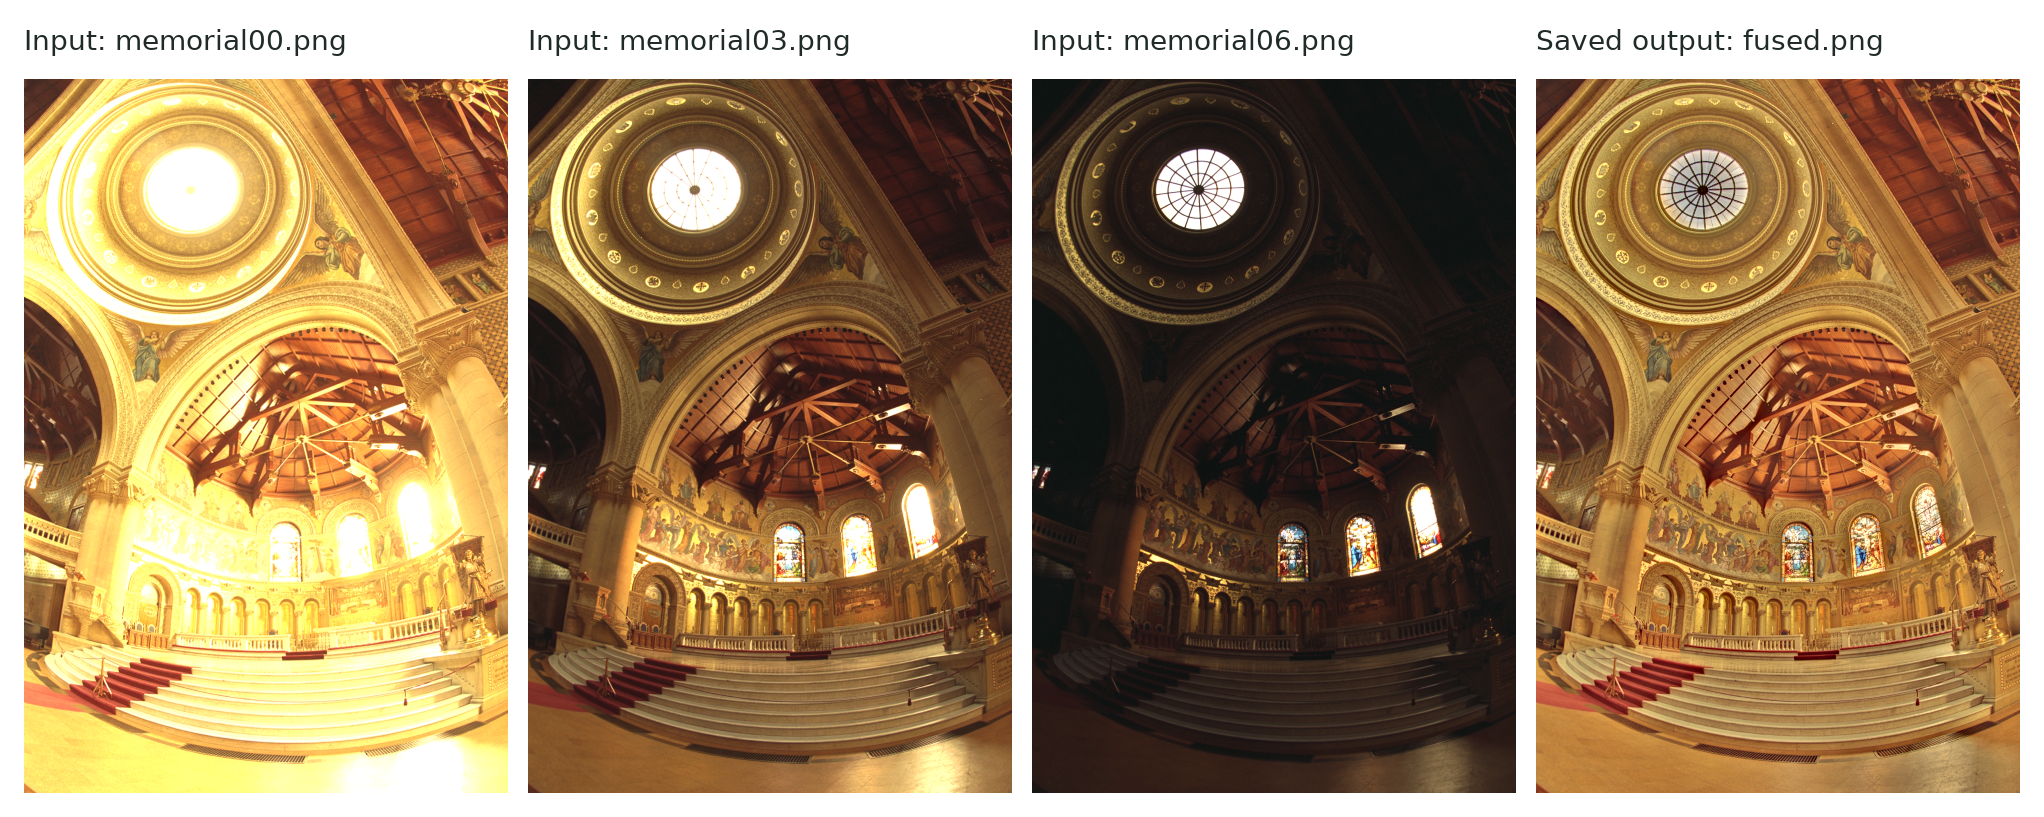 Input: memorial00.png
Input: memorial03.png
Input: memorial06.png
Saved output: fused.png